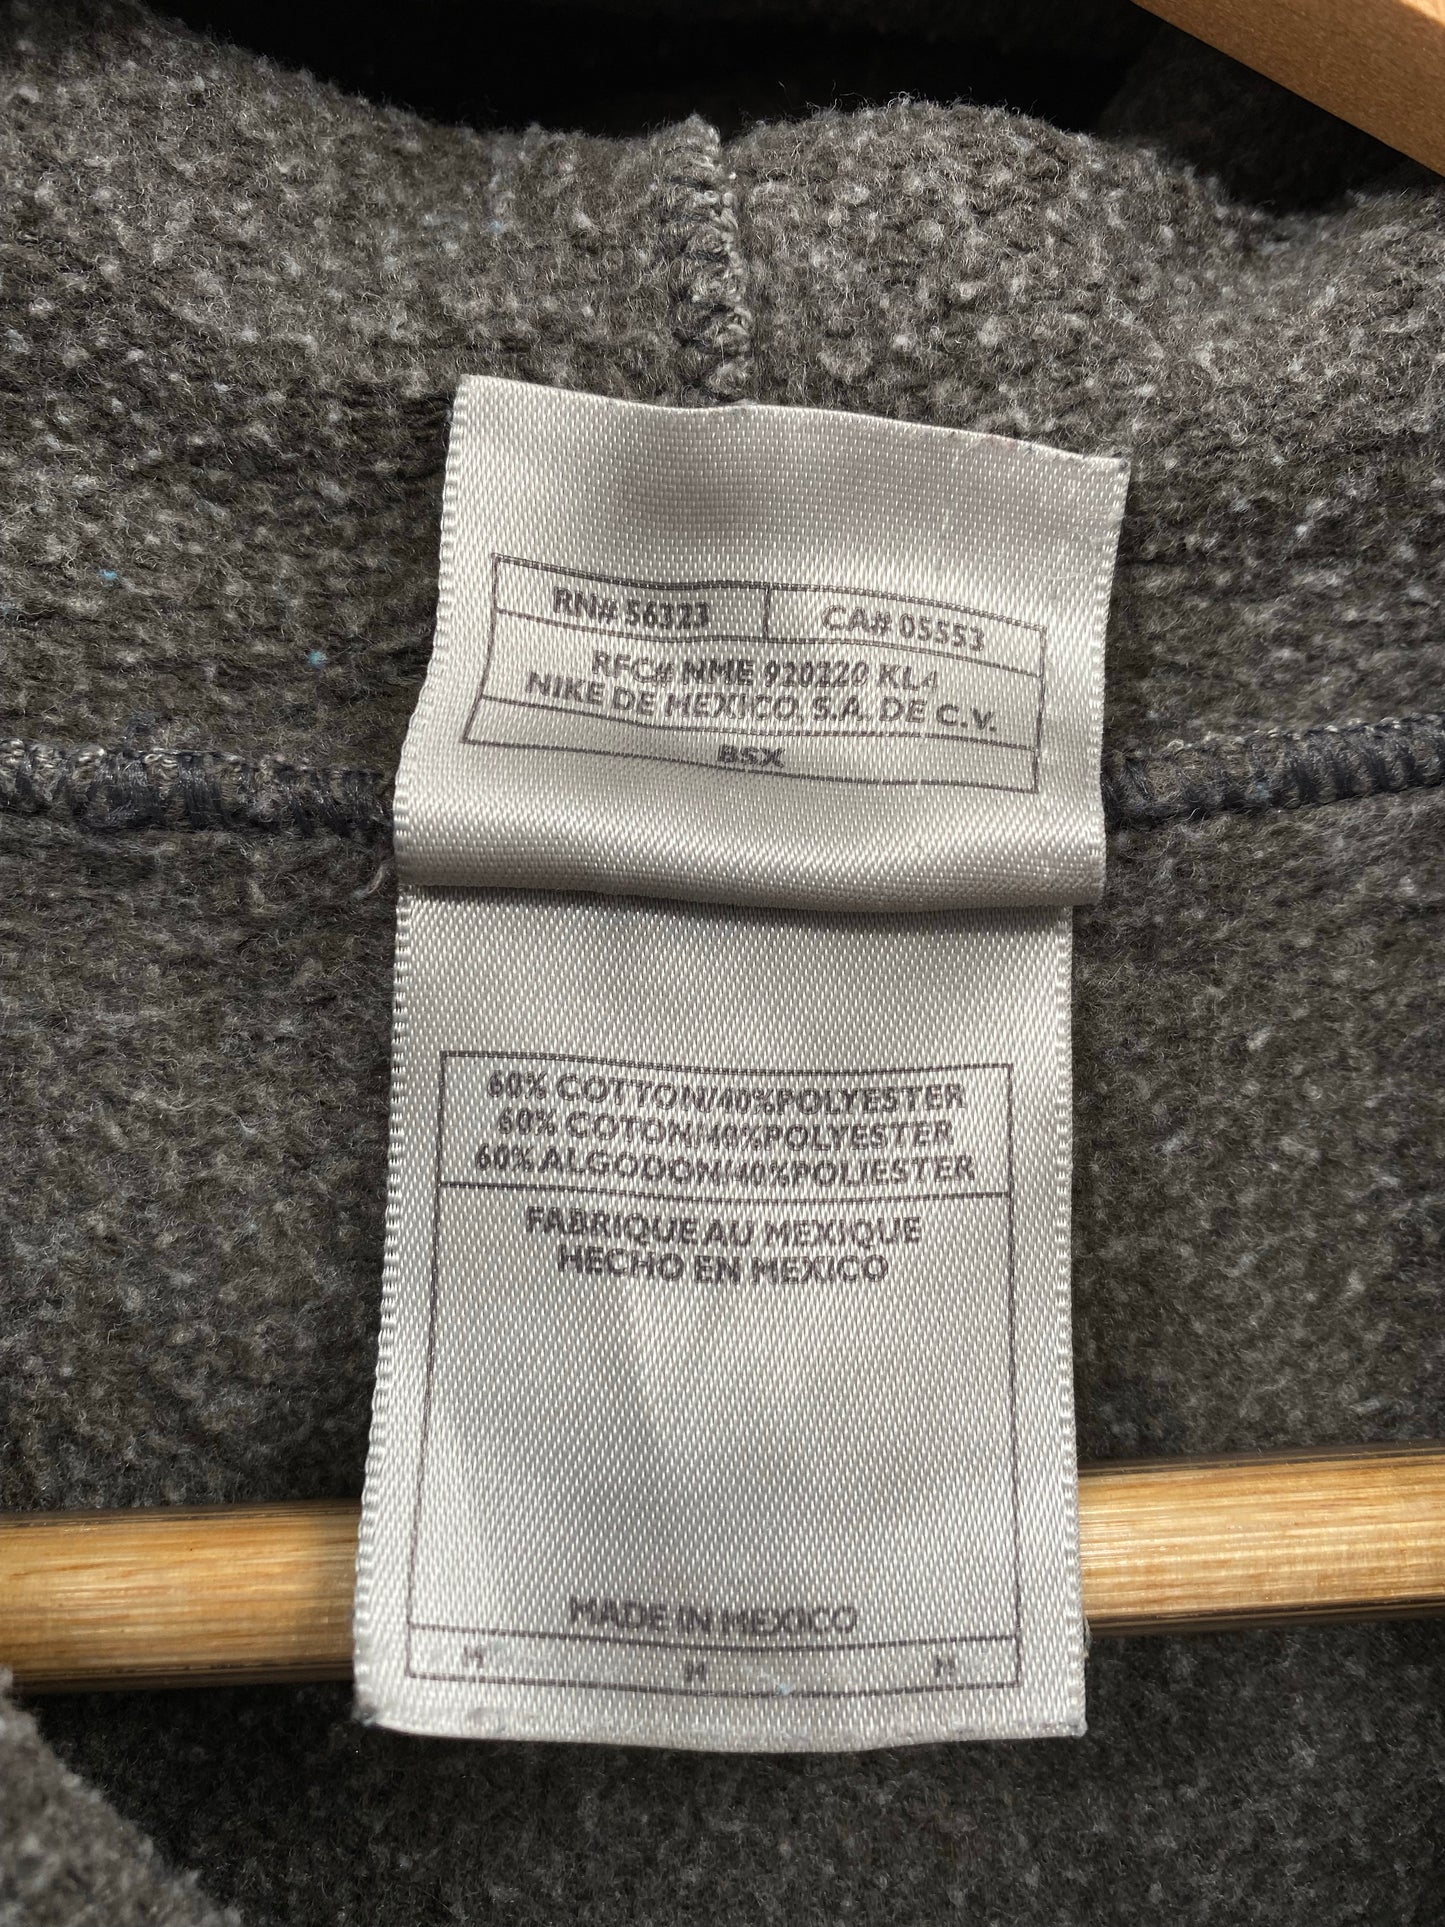 RN# 56323 CA# 05553
RFC# NME 920220 KL4
NIKE DE MEXICO, S.A. DE C.V.
BSX
60% COTTON/40%POLYESTER
60% COTON/40%POLYESTER
60% ALGODON/40%POLIESTER
FABRIQUE AU MEXIQUE
HECHO EN MEXICO
MADE IN MEXICO
M M M